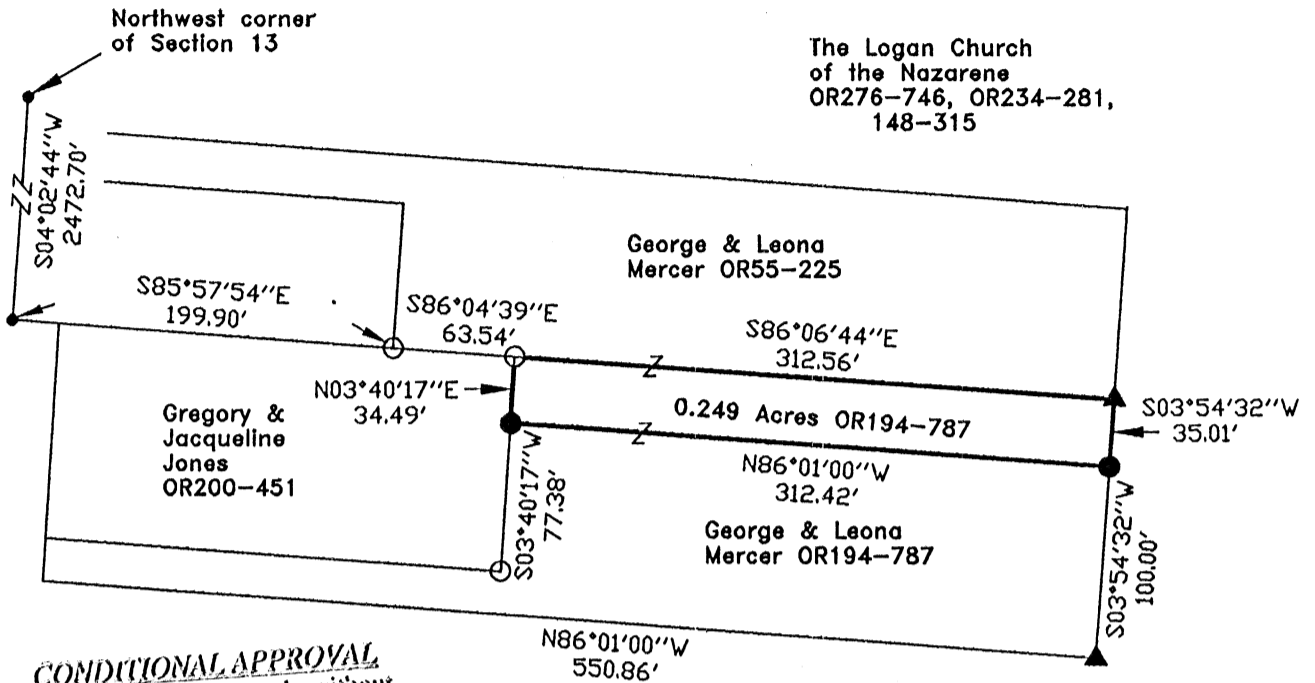 Northwest corner
of Section 13
The Logan Church
of the Nazarene
OR276-746, OR234-281,
148-315
S04°02'44"W
2472.70'
ZZ
George & Leona
Mercer OR55-225
S85°57'54"E
199.90'
S86°04'39"E
63.54'
S86°06'44"E
312.56'
Z
N03°40'17"E
34.49'
0.249 Acres OR194-787
S03°54'32"W
35.01'
Gregory &
Jacqueline
Jones
OR200-451
Z
S03°40'17"W
77.38'
N86°01'00"W
312.42'
George & Leona
Mercer OR194-787
S03°54'32"W
100.00'
N86°01'00"W
550.86'
CONDITIONAL APPROVAL